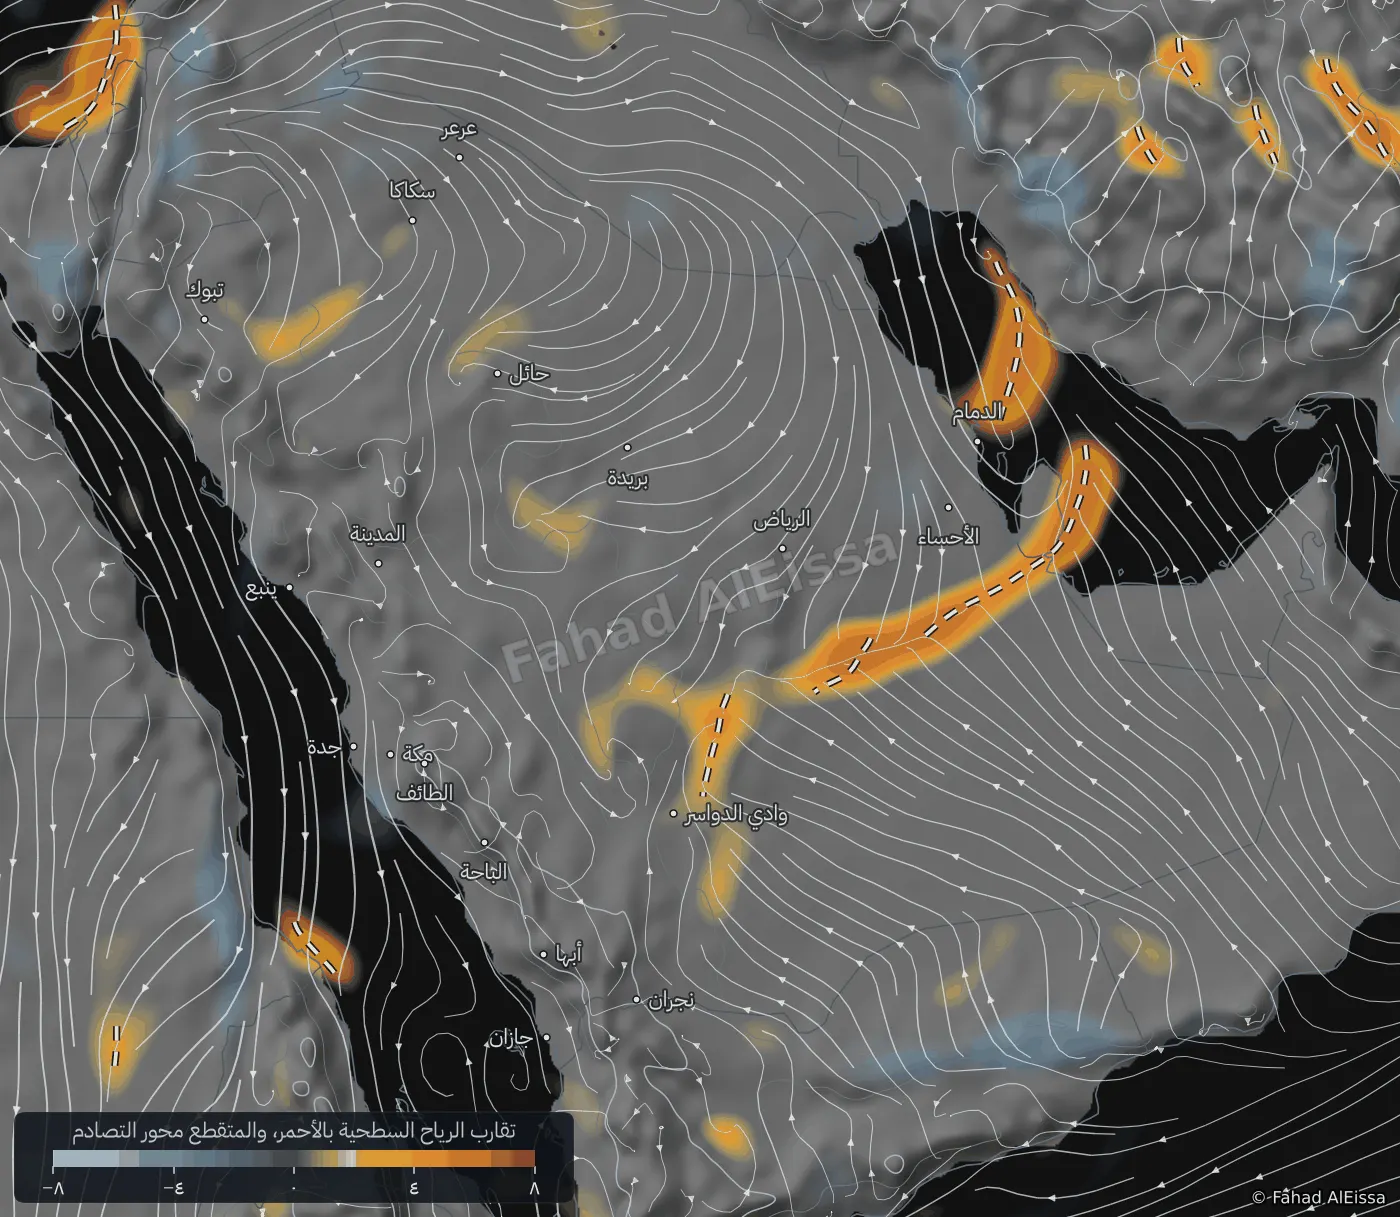 عرعر
سكاكا
تبوك
حائل
الدمام
بريدة
الرياض
الأحساء
المدينة
ينبع
Fahad AlEissa
جدة
مكة
الطائف
وادي الدواسر
الباحة
أبها
نجران
جازان
تقارب الرياح السطحية بالأحمر، والمتقطع محور التصادم
−٨ −٤ ٠ ٤ ٨
© Fahad AlEissa